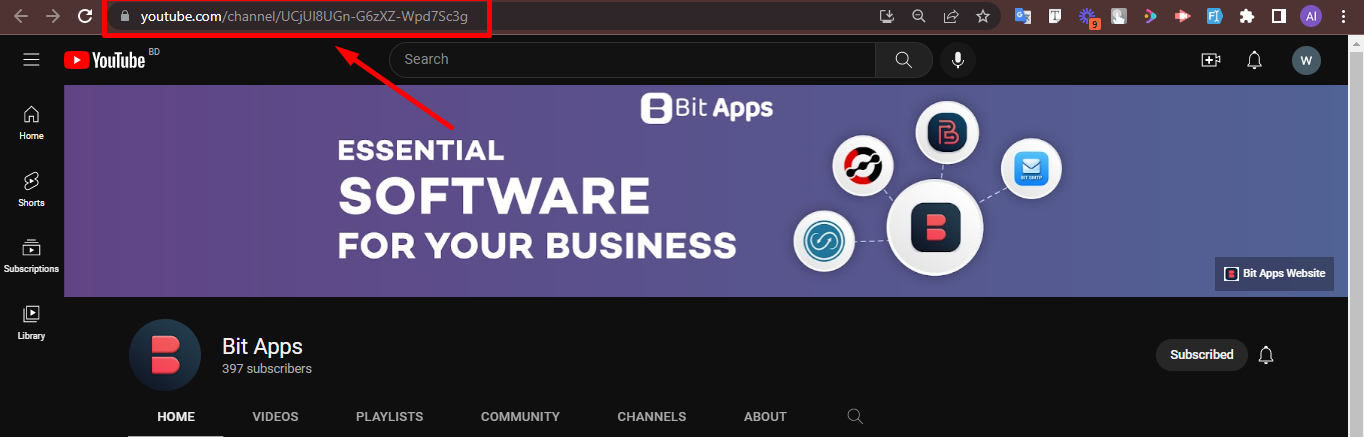 youtube.com/channel/UCjUI8UGn-G6zXZ-Wpd7Sc3g
9
AI
YouTube BD
Search
W
Bit Apps
ESSENTIAL
SOFTWARE
FOR YOUR BUSINESS
BIT SMTP
Bit Apps Website
Home
Shorts
Subscriptions
Library
Bit Apps
397 subscribers
Subscribed
HOME VIDEOS PLAYLISTS COMMUNITY CHANNELS ABOUT